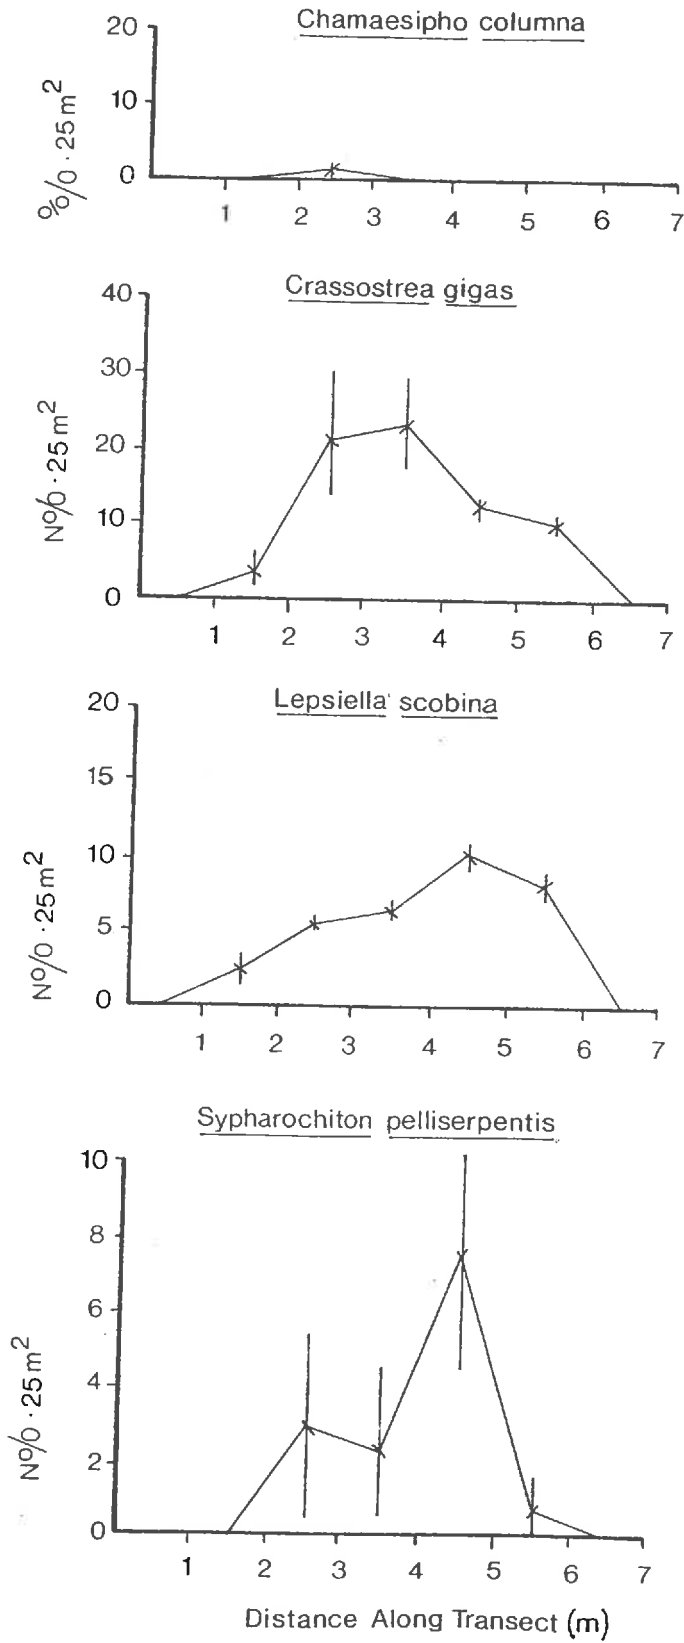 Chamaesipho columna
20
10
0
%/0·25m²
1 2 3 4 5 6 7
Crassostrea gigas
40
30
20
10
0
Nº/0·25m²
1 2 3 4 5 6 7
Lepsiella scobina
20
15
10
5
0
Nº/0·25m²
1 2 3 4 5 6 7
Sypharochiton pelliserpentis
10
8
6
4
2
0
Nº/0·25m²
1 2 3 4 5 6 7
Distance Along Transect (m)